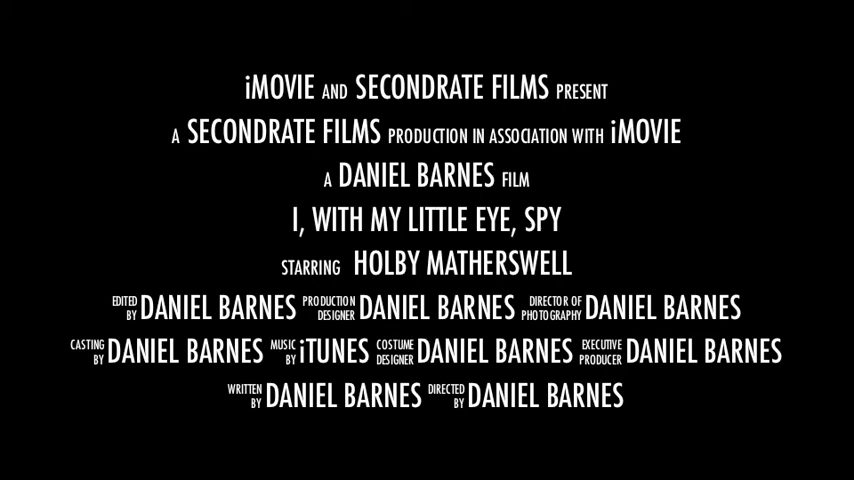 iMOVIE AND SECONDRATE FILMS PRESENT
A SECONDRATE FILMS PRODUCTION IN ASSOCIATION WITH iMOVIE
A DANIEL BARNES FILM
I, WITH MY LITTLE EYE, SPY
STARRING HOLBY MATHERSWELL
EDITED BY DANIEL BARNES PRODUCTION DESIGNER DANIEL BARNES DIRECTOR OF PHOTOGRAPHY DANIEL BARNES
CASTING BY DANIEL BARNES MUSIC BY iTUNES COSTUME DESIGNER DANIEL BARNES EXECUTIVE PRODUCER DANIEL BARNES
WRITTEN BY DANIEL BARNES DIRECTED BY DANIEL BARNES